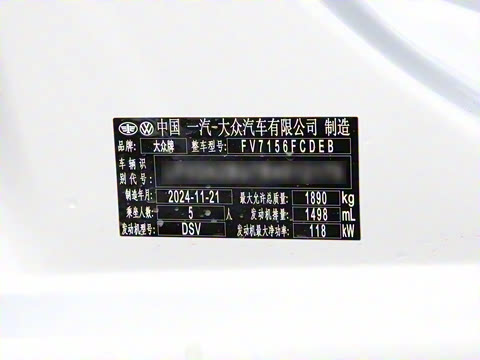 中国 一汽-大众汽车有限公司 制造
品牌: 大众牌 整车型号: FV7156FCDEB
车辆识
别代号:
制造年月: 2024-11-21 最大允许总质量: 1890 kg
乘坐人数: 5 人 发动机排量: 1498 mL
发动机型号: DSV 发动机最大净功率: 118 kW